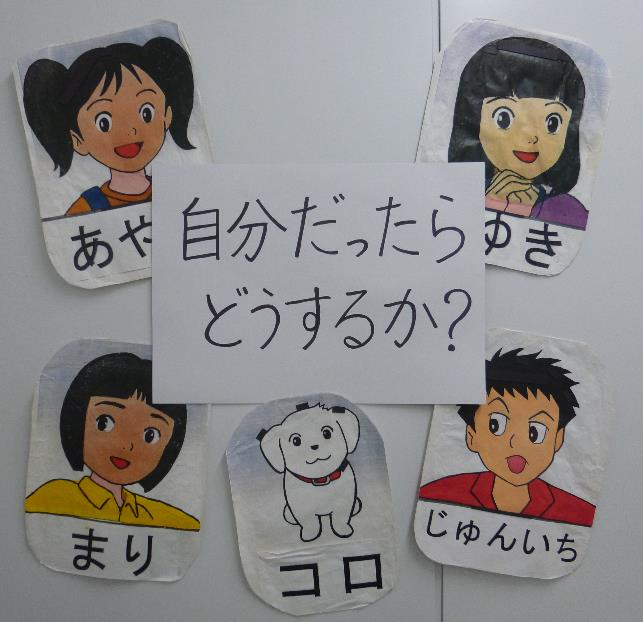 自分だったら
どうするか?
あや
ゆき
まり
コロ
じゅんいち